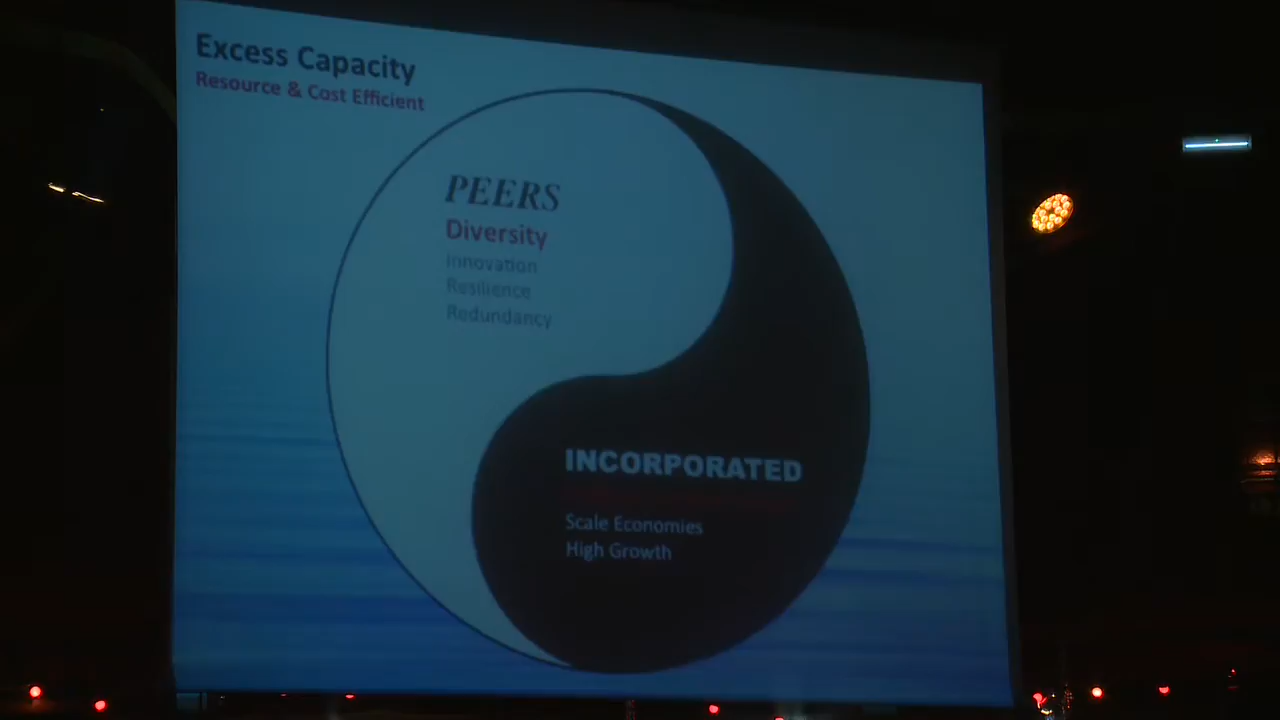 Excess Capacity
Resource & Cost Efficient
PEERS
Diversity
Innovation
Resilience
Redundancy
INCORPORATED
Scale Economies
High Growth